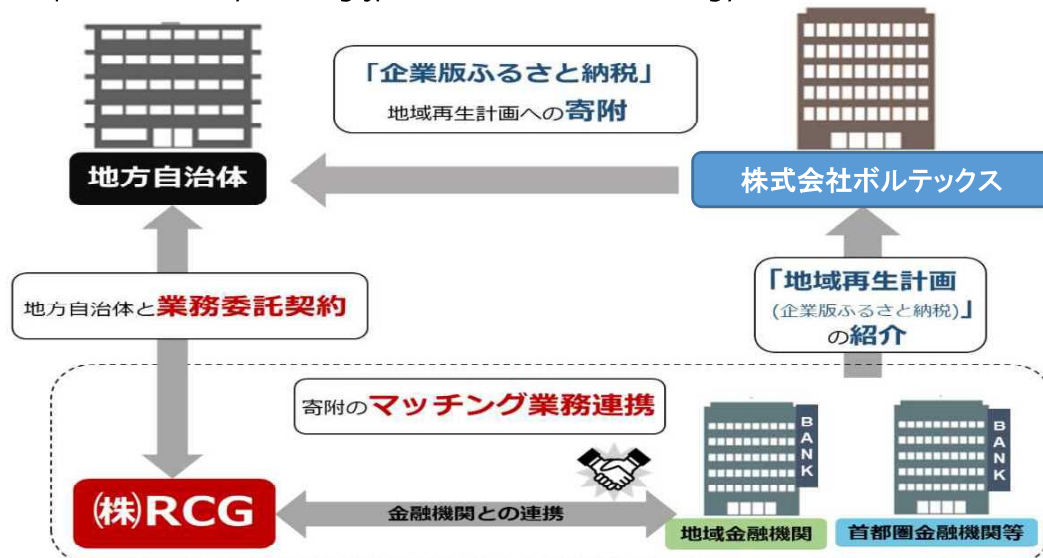 「企業版ふるさと納税」
地域再生計画への寄附
地方自治体
株式会社ボルテックス
地方自治体と業務委託契約
「地域再生計画
(企業版ふるさと納税)」
の紹介
寄附のマッチング業務連携
BANK
BANK
㈱RCG
金融機関との連携
地域金融機関
首都圏金融機関等